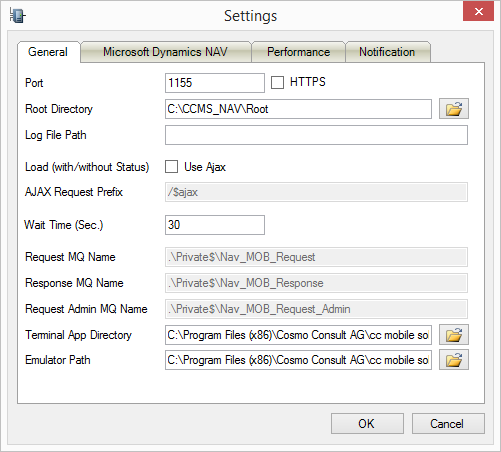 Settings
General Microsoft Dynamics NAV Performance Notification
Port 1155 HTTPS
Root Directory C:\CCMS_NAV\Root
Log File Path
Load (with/without Status) Use Ajax
AJAX Request Prefix /$ajax
Wait Time (Sec.) 30
Request MQ Name .\Private$\Nav_MOB_Request
Response MQ Name .\Private$\Nav_MOB_Response
Request Admin MQ Name .\Private$\Nav_MOB_Request_Admin
Terminal App Directory C:\Program Files (x86)\Cosmo Consult AG\cc mobile sol
Emulator Path C:\Program Files (x86)\Cosmo Consult AG\cc mobile sol
OK Cancel